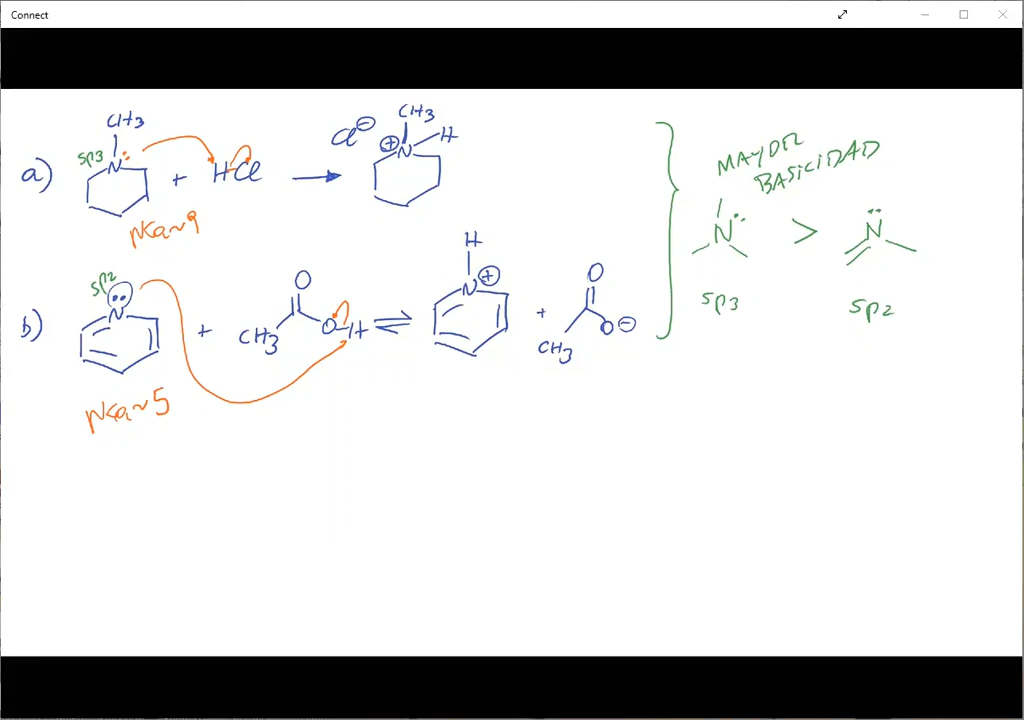 Connect
a)
CH3
sp3
N
+
HCl
Cl⊖
CH3
⊕
N
H
pKa~9
b)
sp2
N
+
O
CH3
O-H
H
N
⊕
+
O
CH3
O⊖
pKa~5
MAYOR
BASICIDAD
N > N
sp3
sp2